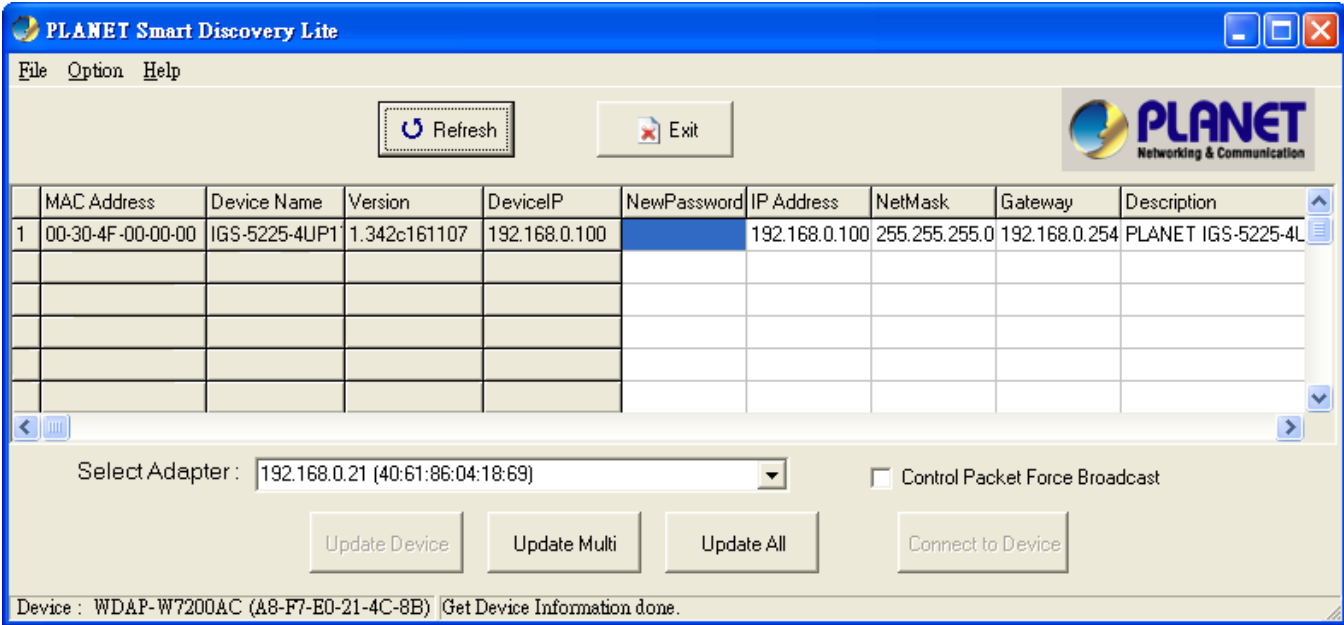 PLANET Smart Discovery Lite
File Option Help
Refresh Exit
PLANET
Networking & Communication
MAC Address Device Name Version DeviceIP NewPassword IP Address NetMask Gateway Description
1 00-30-4F-00-00-00 IGS-5225-4UP1 1.342c161107 192.168.0.100 192.168.0.100 255.255.255.0 192.168.0.254 PLANET IGS-5225-4U
Select Adapter : 192.168.0.21 (40:61:86:04:18:69) Control Packet Force Broadcast
Update Device Update Multi Update All Connect to Device
Device : WDAP-W7200AC (A8-F7-E0-21-4C-8B) Get Device Information done.